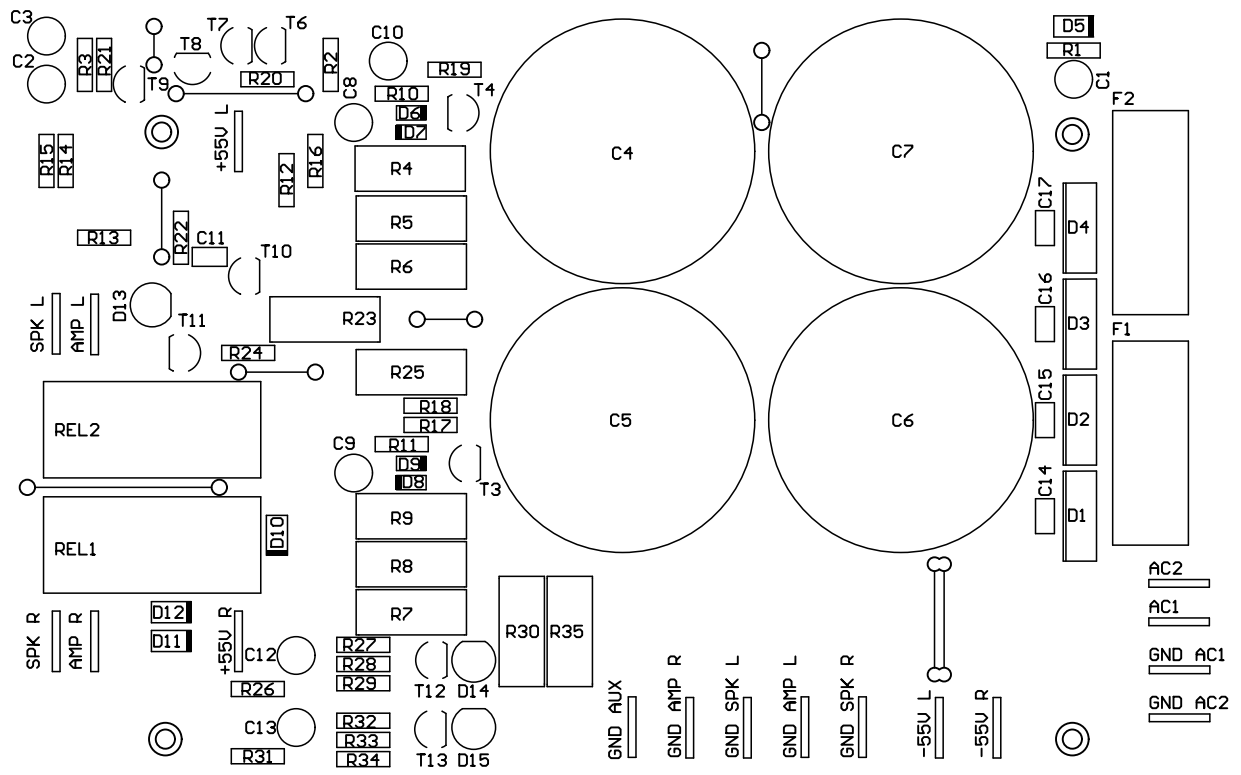 C3
T7
T6
C10
D5
T8
R3
R21
R2
R1
C2
T9
R20
C8
R19
R10
T4
C1
F2
D6
D7
+55V L
R15
R14
R12
R16
R4
C4
C7
C17
R13
R22
C11
T10
R5
R6
D4
D13
SPK L
AMP L
T11
R23
C16
D3
F1
R24
R25
C15
REL2
R18
R17
C5
C6
D2
C9
R11
D9
D8
T3
C14
R9
D1
REL1
D10
R8
AC2
SPK R
AMP R
D12
D11
+55V R
R7
AC1
C12
R27
R28
R29
R30
R35
GND AC1
R26
T12
D14
GND AUX
GND AMP R
GND SPK L
GND AMP L
GND SPK R
-55V L
-55V R
GND AC2
C13
R32
R33
R34
R31
T13
D15